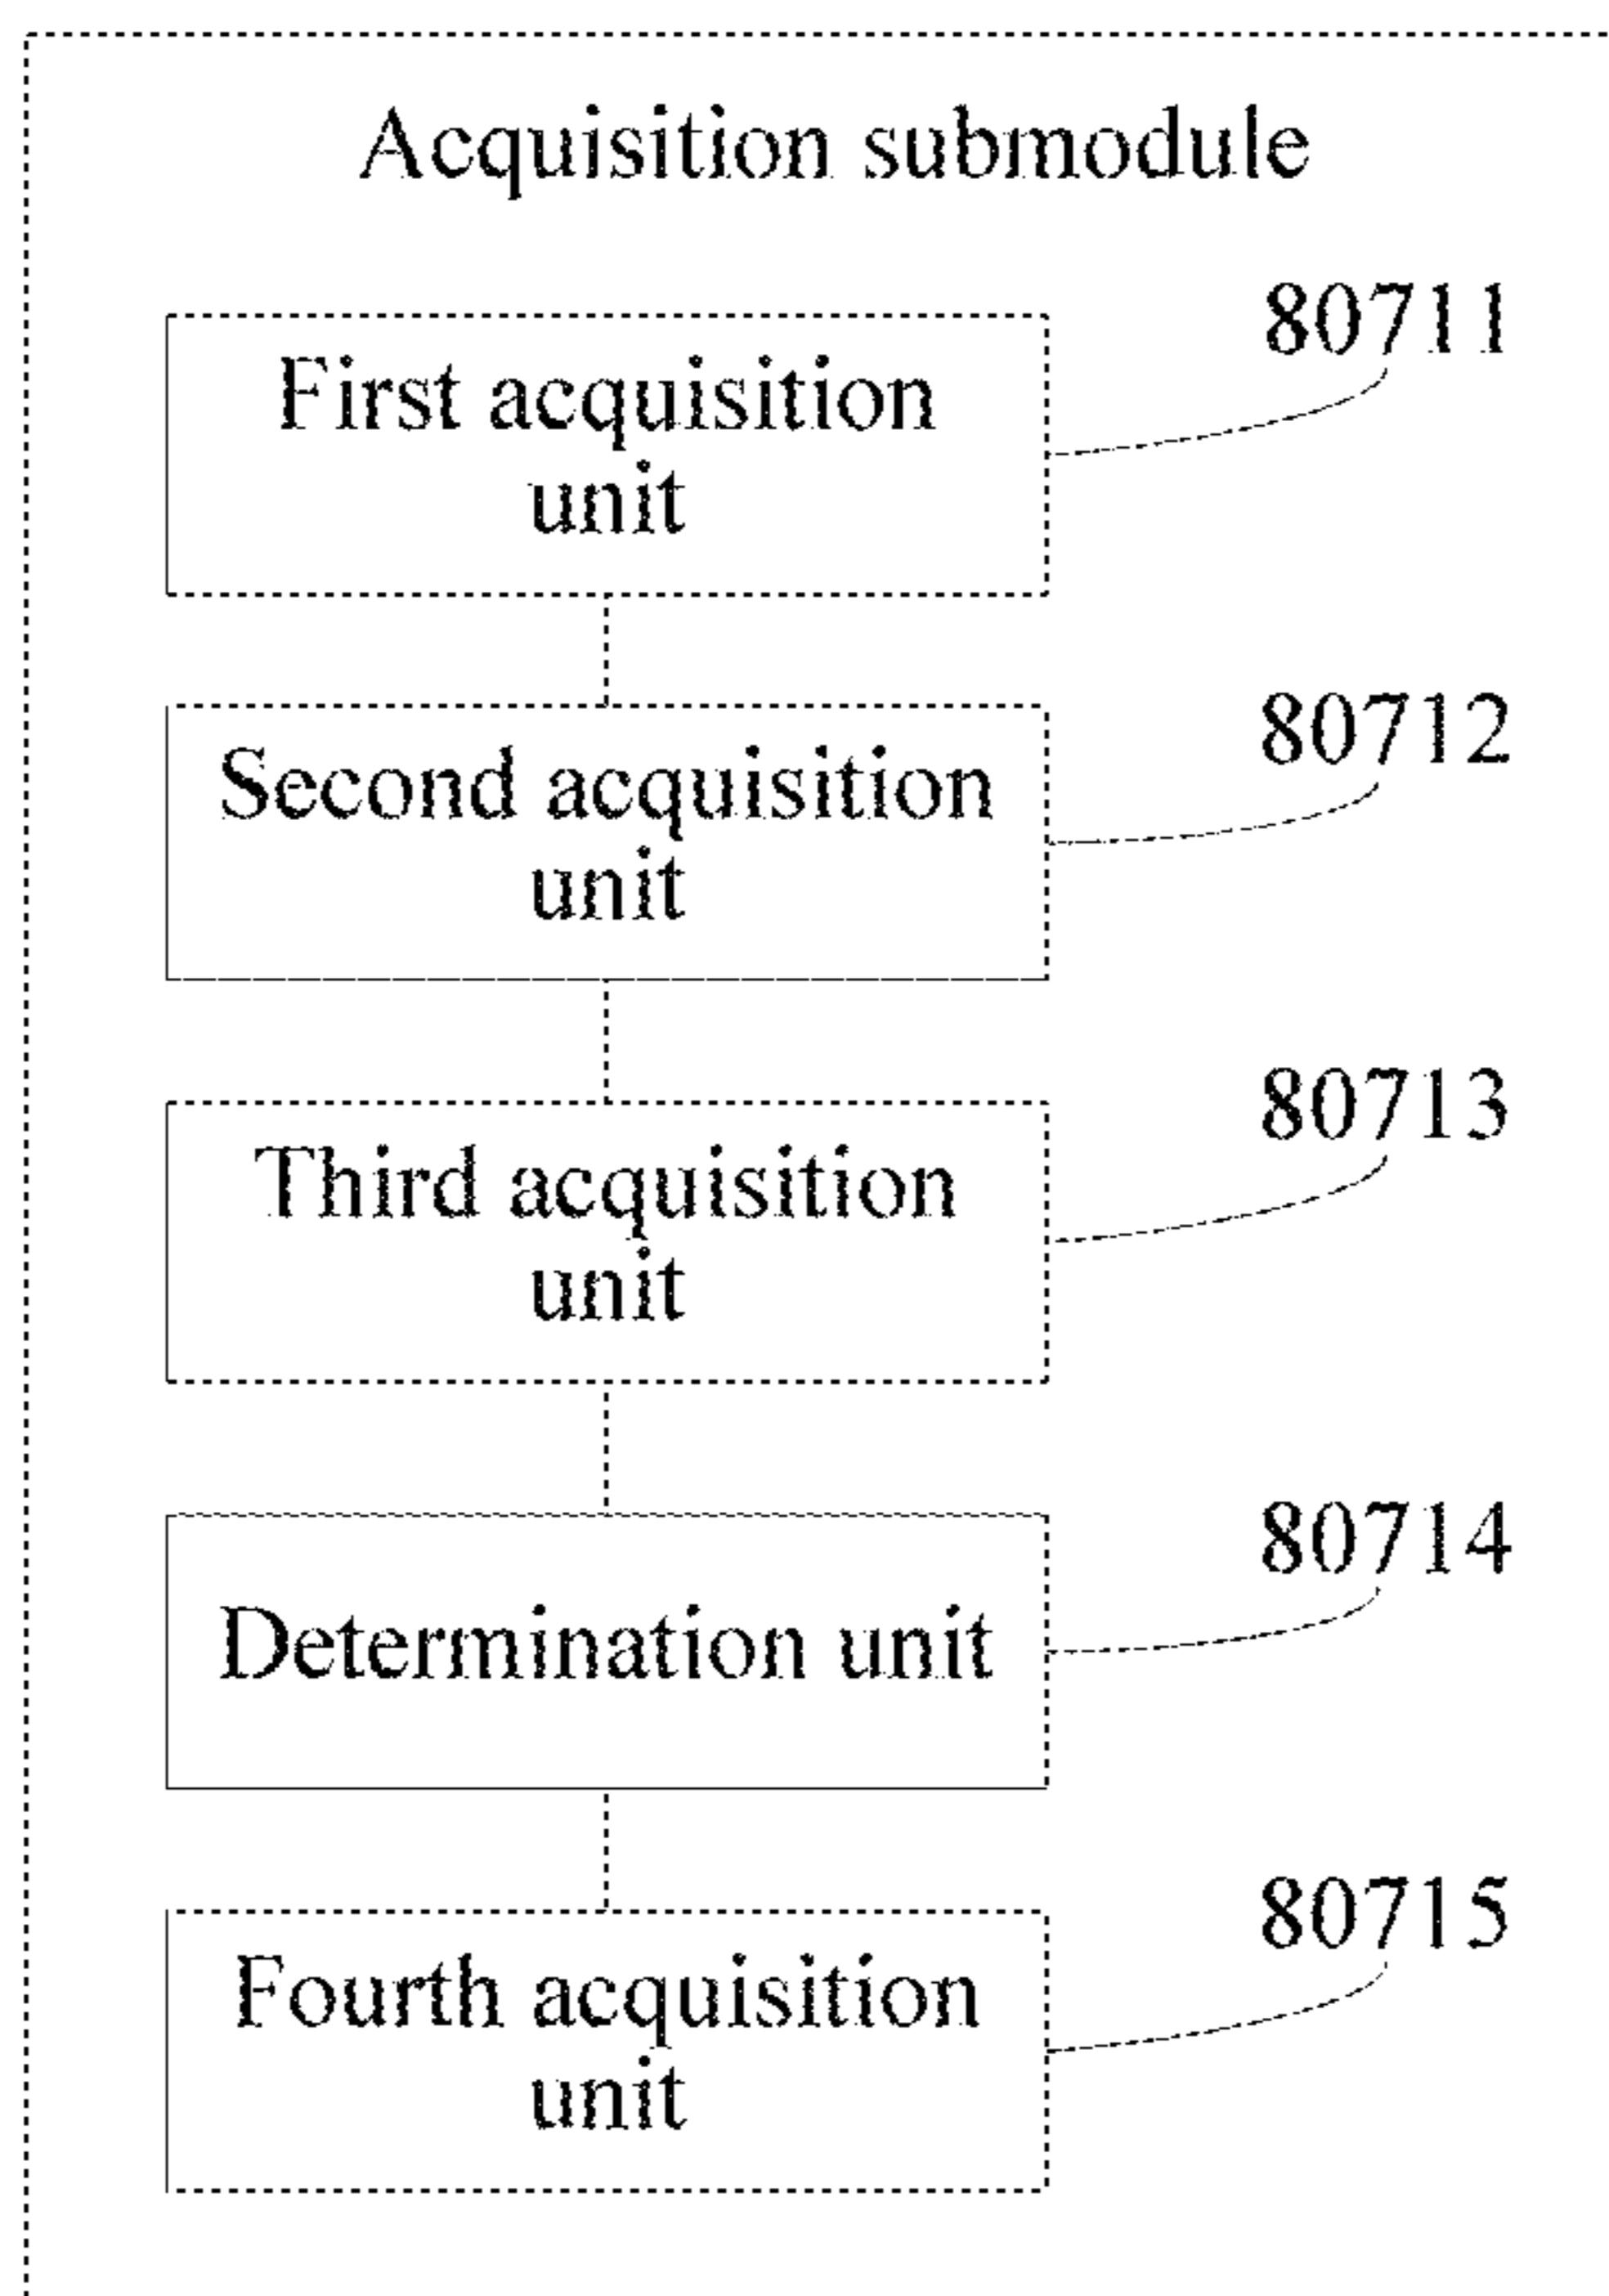 Acquisition submodule
80711
First acquisition
unit
80712
Second acquisition
unit
80713
Third acquisition
unit
80714
Determination unit
80715
Fourth acquisition
unit